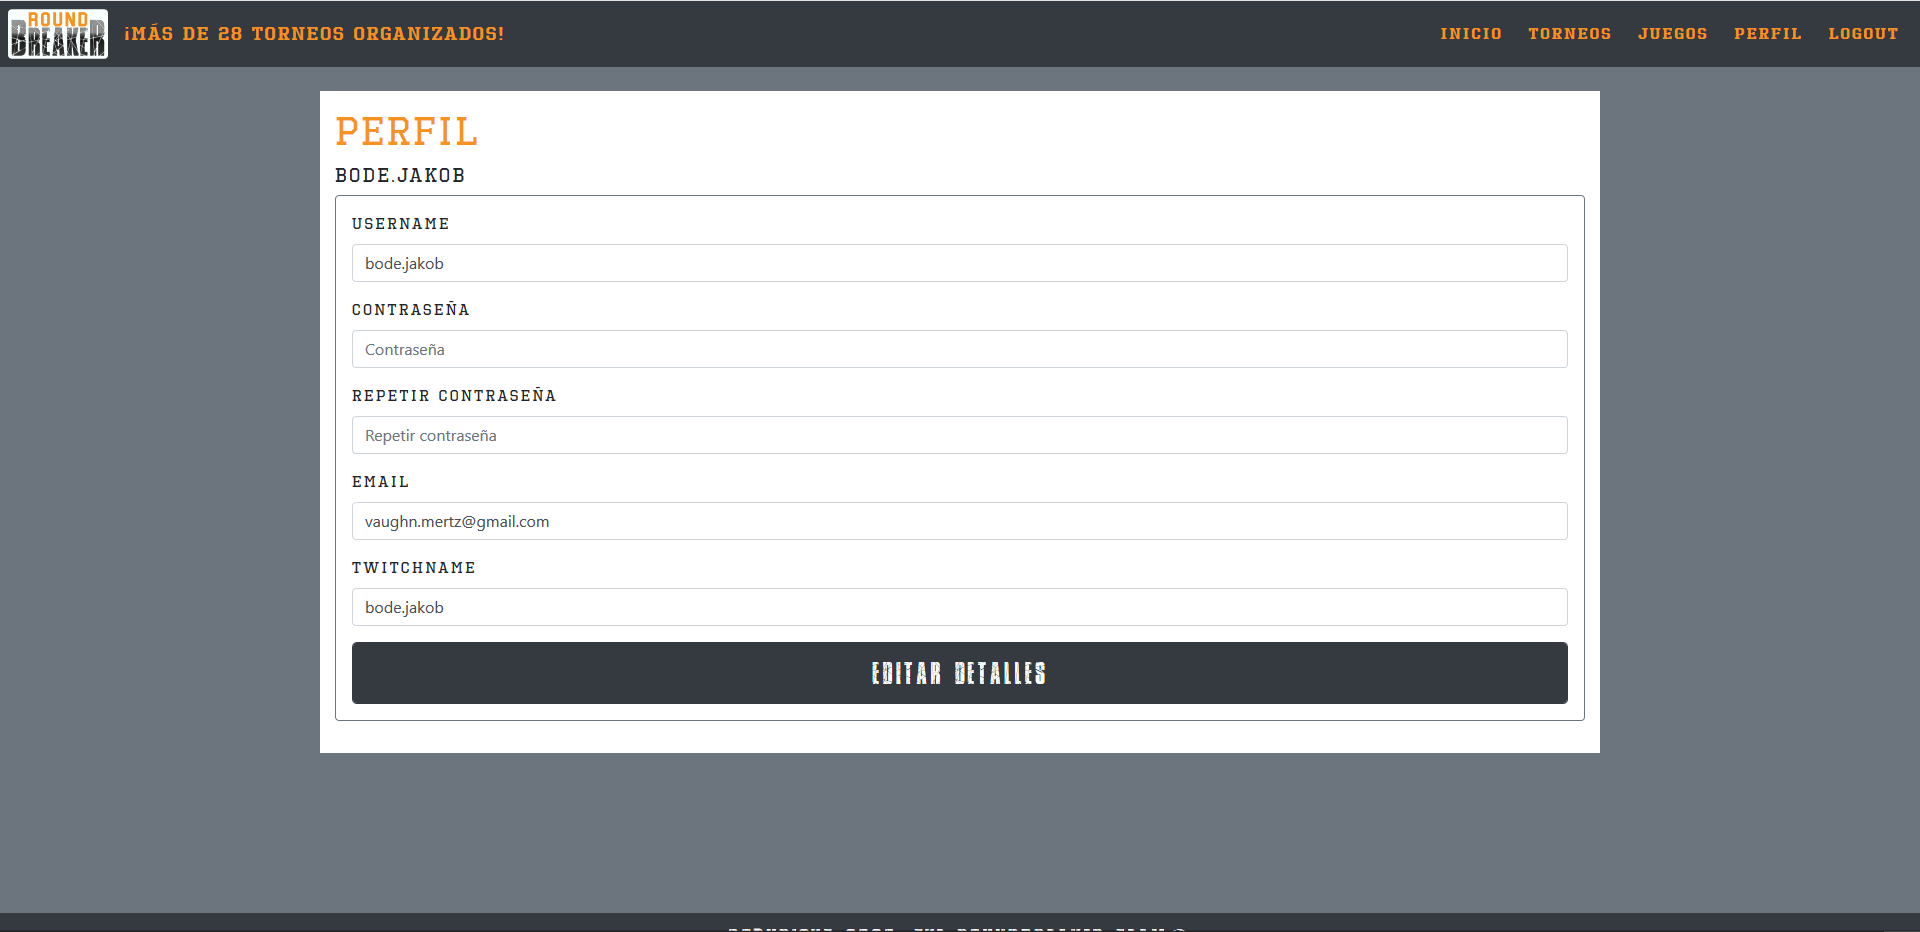 ROUND
BREAKER
¡MÁS DE 28 TORNEOS ORGANIZADOS!
INICIO TORNEOS JUEGOS PERFIL LOGOUT
PERFIL
BODE.JAKOB
USERNAME
bode.jakob
CONTRASEÑA
Contraseña
REPETIR CONTRASEÑA
Repetir contraseña
EMAIL
vaughn.mertz@gmail.com
TWITCHNAME
bode.jakob
EDITAR DETALLES